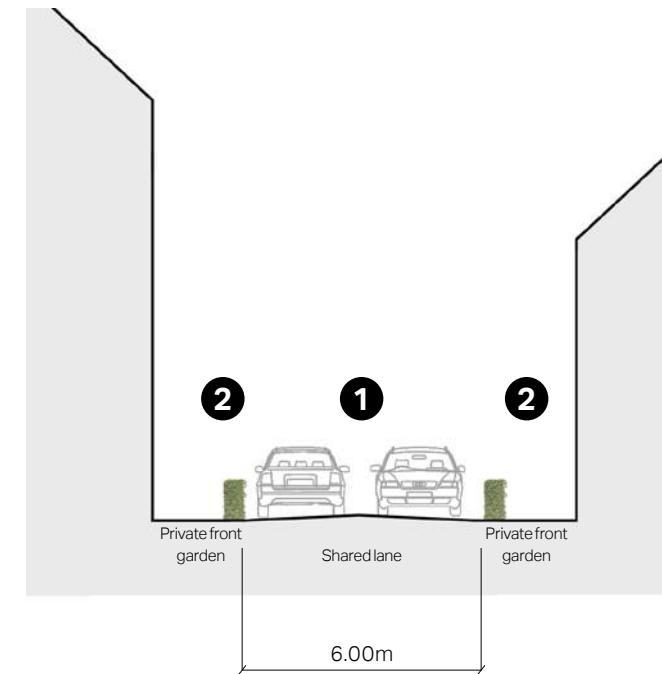 2
1
2
Private front
garden
Shared lane
Private front
garden
6.00m